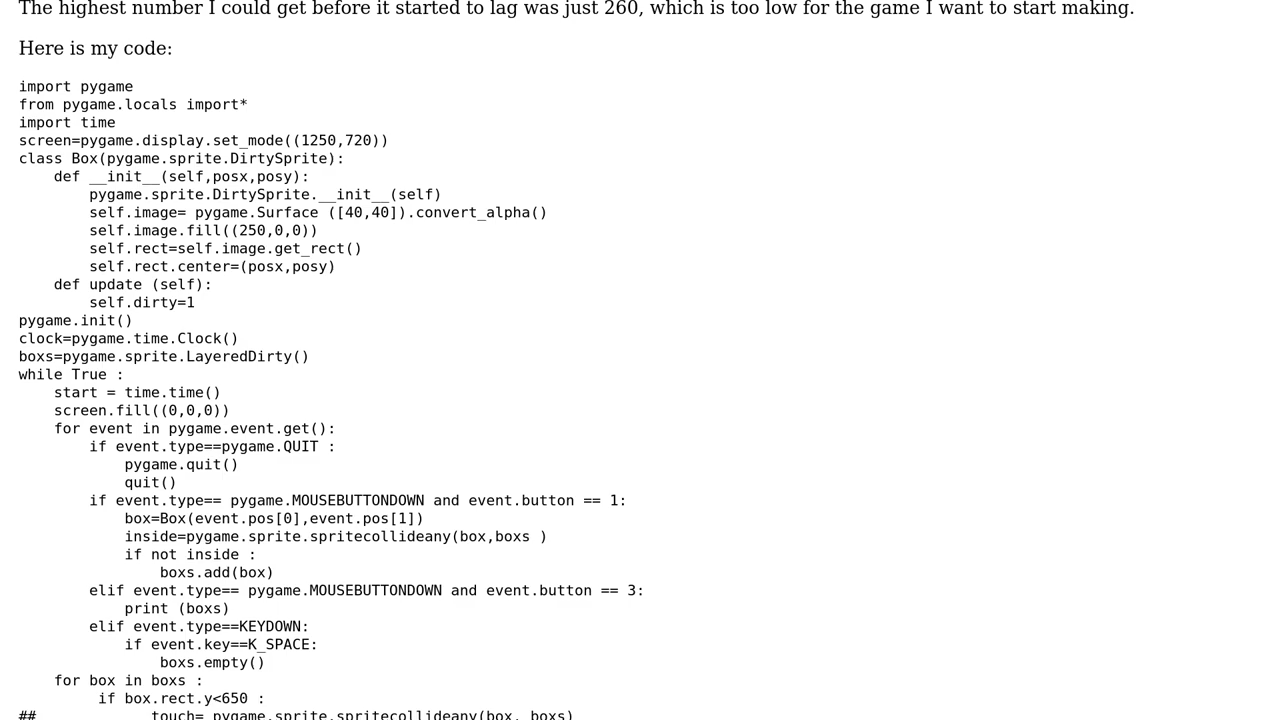 The highest number I could get before it started to lag was just 260, which is too low for the game I want to start making.
Here is my code:
import pygame
from pygame.locals import*
import time
screen=pygame.display.set_mode((1250,720))
class Box(pygame.sprite.DirtySprite):
    def __init__(self,posx,posy):
        pygame.sprite.DirtySprite.__init__(self)
        self.image= pygame.Surface ([40,40]).convert_alpha()
        self.image.fill((250,0,0))
        self.rect=self.image.get_rect()
        self.rect.center=(posx,posy)
    def update (self):
        self.dirty=1
pygame.init()
clock=pygame.time.Clock()
boxs=pygame.sprite.LayeredDirty()
while True :
    start = time.time()
    screen.fill((0,0,0))
    for event in pygame.event.get():
        if event.type==pygame.QUIT :
            pygame.quit()
            quit()
        if event.type== pygame.MOUSEBUTTONDOWN and event.button == 1:
            box=Box(event.pos[0],event.pos[1])
            inside=pygame.sprite.spritecollideany(box,boxs )
            if not inside :
                boxs.add(box)
        elif event.type== pygame.MOUSEBUTTONDOWN and event.button == 3:
            print (boxs)
        elif event.type==KEYDOWN:
            if event.key==K_SPACE:
                boxs.empty()
    for box in boxs :
         if box.rect.y<650 :
##             touch= pygame.sprite.spritecollideany(box, boxs)